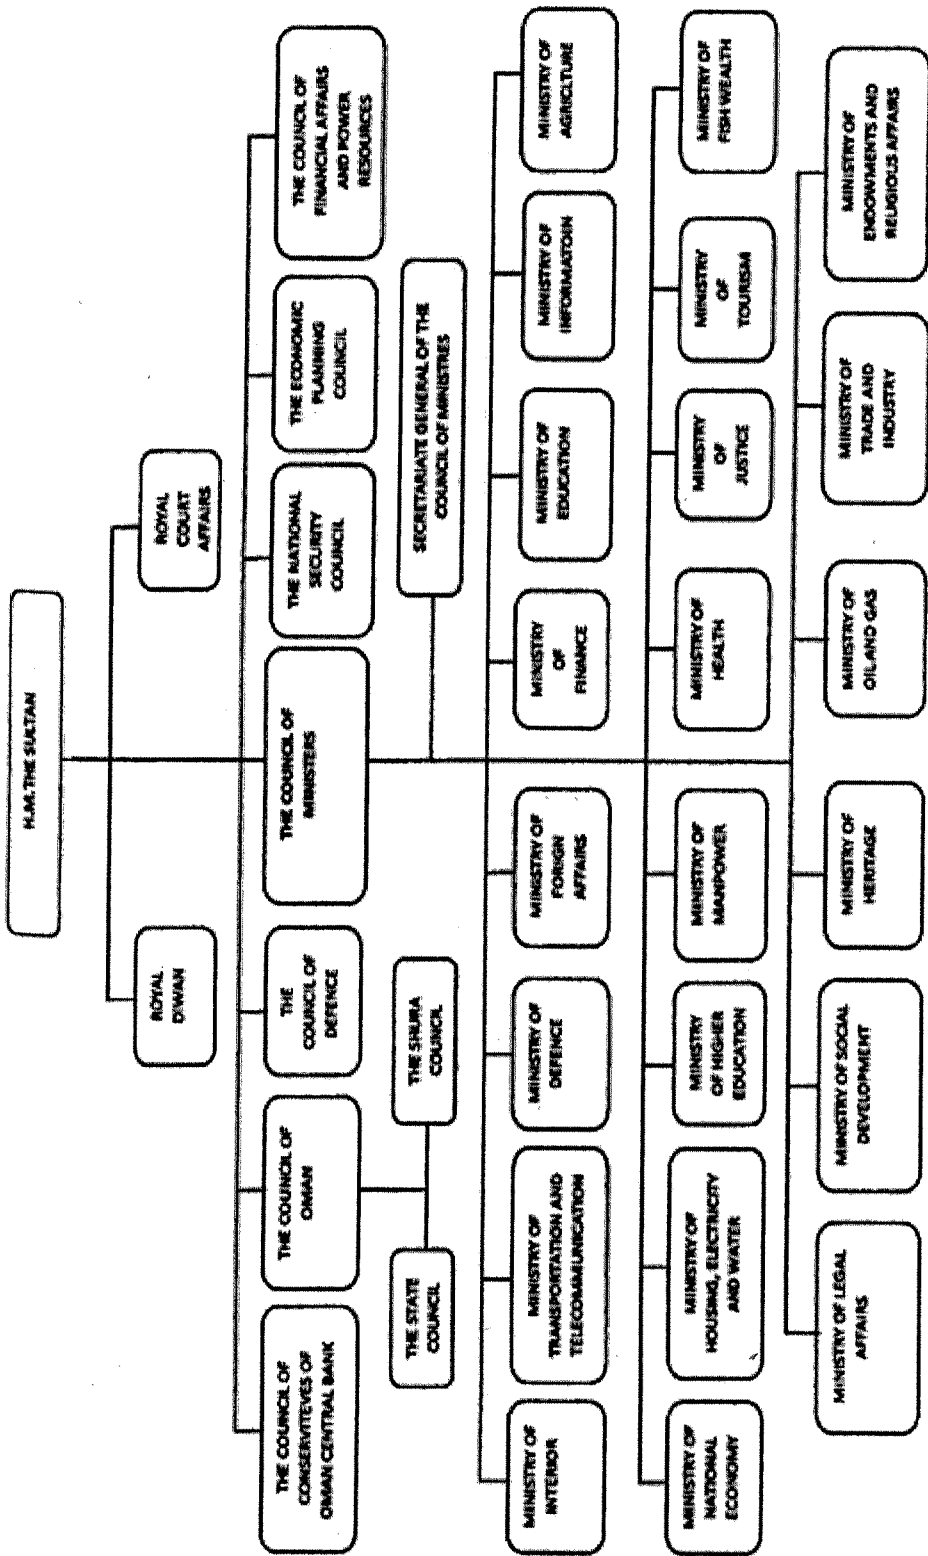 H.M. THE SULTAN
ROYAL
DIWAN
ROYAL
COURT
AFFAIRS
THE COUNCIL OF
CONSERVITEVES OF
OMAN CENTRAL BANK
THE COUNCIL OF
OMAN
THE
COUNCIL OF
DEFENCE
THE COUNCIL OF
MINISTERS
THE NATIONAL
SECURITY
COUNCIL
THE ECONOMIC
PLANNING
COUNCIL
THE COUNCIL OF
FINANCIAL AFFAIRS
AND POWER
RESOURCES
THE STATE
COUNCIL
THE SHURA
COUNCIL
SECRETARIATE GENERAL OF THE
COUNCIL OF MINISTRES
MINISTRY OF
INTERIOR
MINISTRY OF
TRANSPORTATION AND
TELECOMMUNICATION
MINISTRY OF
DEFENCE
MINISTRY OF
FORIGN
AFFAIRS
MINISTRY
OF
FINANCE
MINISTRY OF
EDUCATION
MINISTRY OF
INFORMATOIN
MINISTRY OF
AGRICLTURE
MINISTRY OF
NATIONAL
ECONOMY
MINISTRY OF
HOUSING, ELECTRICITY
AND WATER
MINISTRY
OF HIGHER
EDUCATION
MINISTRY OF
MANPOWER
MINISTRY OF
HEALTH
MINISTRY
OF
JUSTICE
MINISTRY
OF
TOURISM
MINISTRY OF
FISH WEALTH
MINISTRY OF LEGAL
AFFAIRS
MINISTRY OF SOCIAL
DEVELOPMENT
MINISTRY OF
HERITAGE
MINISTRY OF
OIL AND GAS
MINISTRY OF
TRADE AND
INDUSTRY
MINISTRY OF
ENDOWMENTS AND
RELIGIOUS AFFAIRS